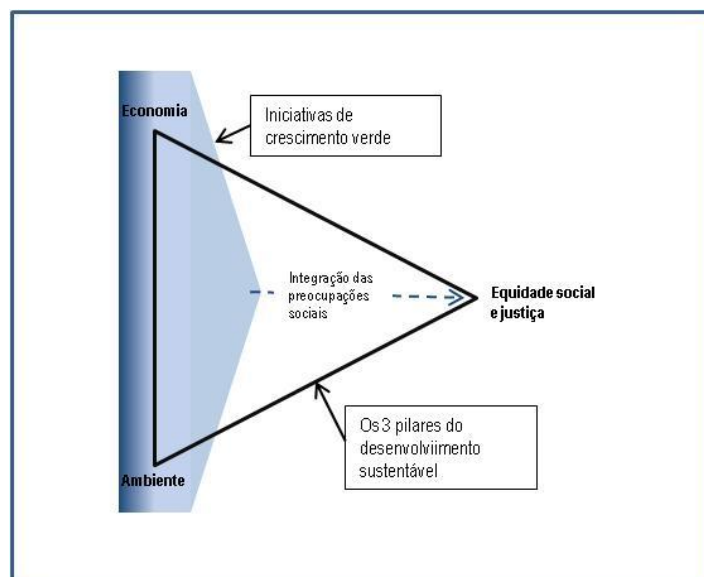 Economia
Iniciativas de
crescimento verde
Integração das
preocupações
sociais
Equidade social
e justiça
Os 3 pilares do
desenvolviimento
sustentável
Ambiente